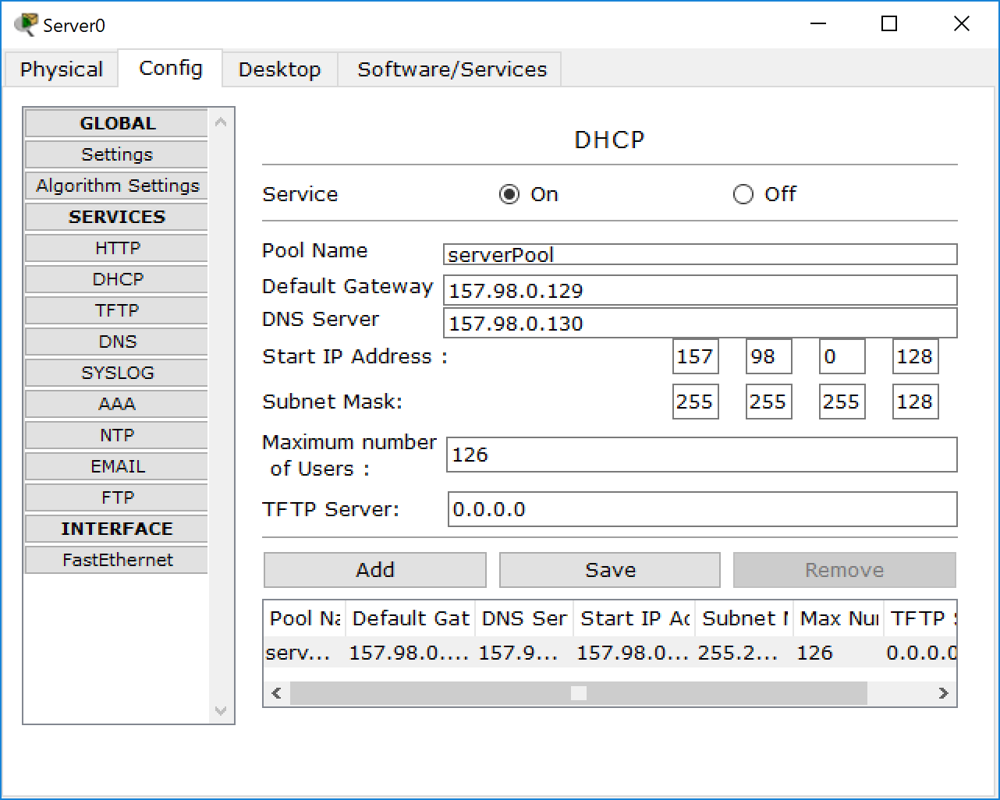 Server0
Physical Config Desktop Software/Services
GLOBAL
Settings
Algorithm Settings
SERVICES
HTTP
DHCP
TFTP
DNS
SYSLOG
AAA
NTP
EMAIL
FTP
INTERFACE
FastEthernet
DHCP
Service On Off
Pool Name serverPool
Default Gateway 157.98.0.129
DNS Server 157.98.0.130
Start IP Address : 157 98 0 128
Subnet Mask: 255 255 255 128
Maximum number
of Users : 126
TFTP Server: 0.0.0.0
Add Save Remove
Pool Na Default Gat DNS Ser Start IP Ac Subnet M Max Nur TFTP S
serv... 157.98.0.... 157.9... 157.98.0... 255.2... 126 0.0.0.0